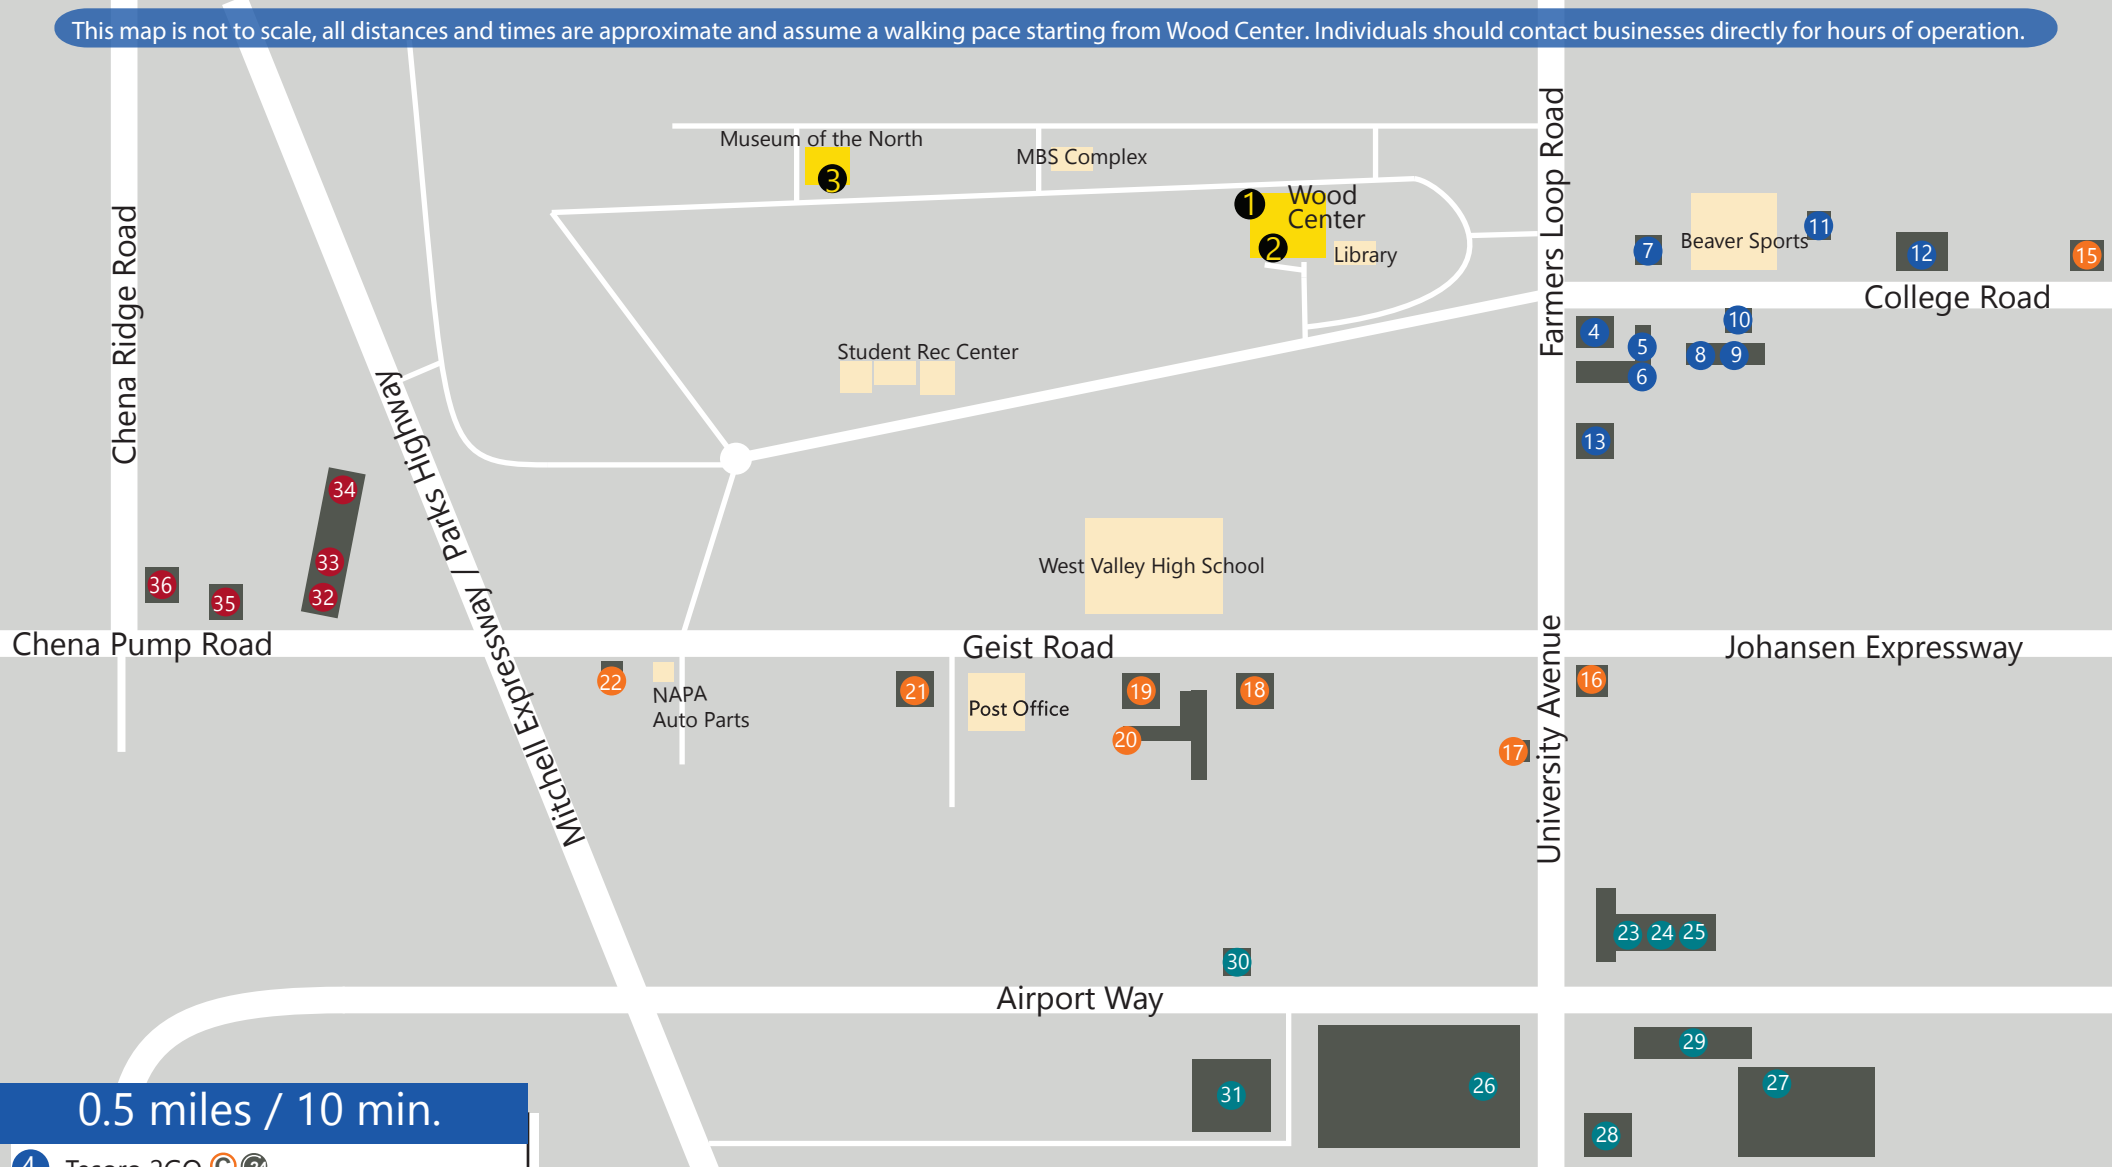 This map is not to scale, all distances and times are approximate and assume a walking pace starting from Wood Center. Individuals should contact businesses directly for hours of operation.
Museum of the North
3
MBS Complex
1
Wood
Center
2
Library
Farmers Loop Road
Chena Ridge Road
7
Beaver Sports
11
12
15
College Road
4
5
10
8
9
6
13
Student Rec Center
Mitchell Expressway / Parks Highway
34
33
32
36
35
West Valley High School
Chena Pump Road
Geist Road
University Avenue
Johansen Expressway
22
NAPA
Auto Parts
21
Post Office
19
18
20
16
17
23
24
25
30
Airport Way
29
31
26
27
28
0.5 miles / 10 min.
4
Tesoro 2GO C 24